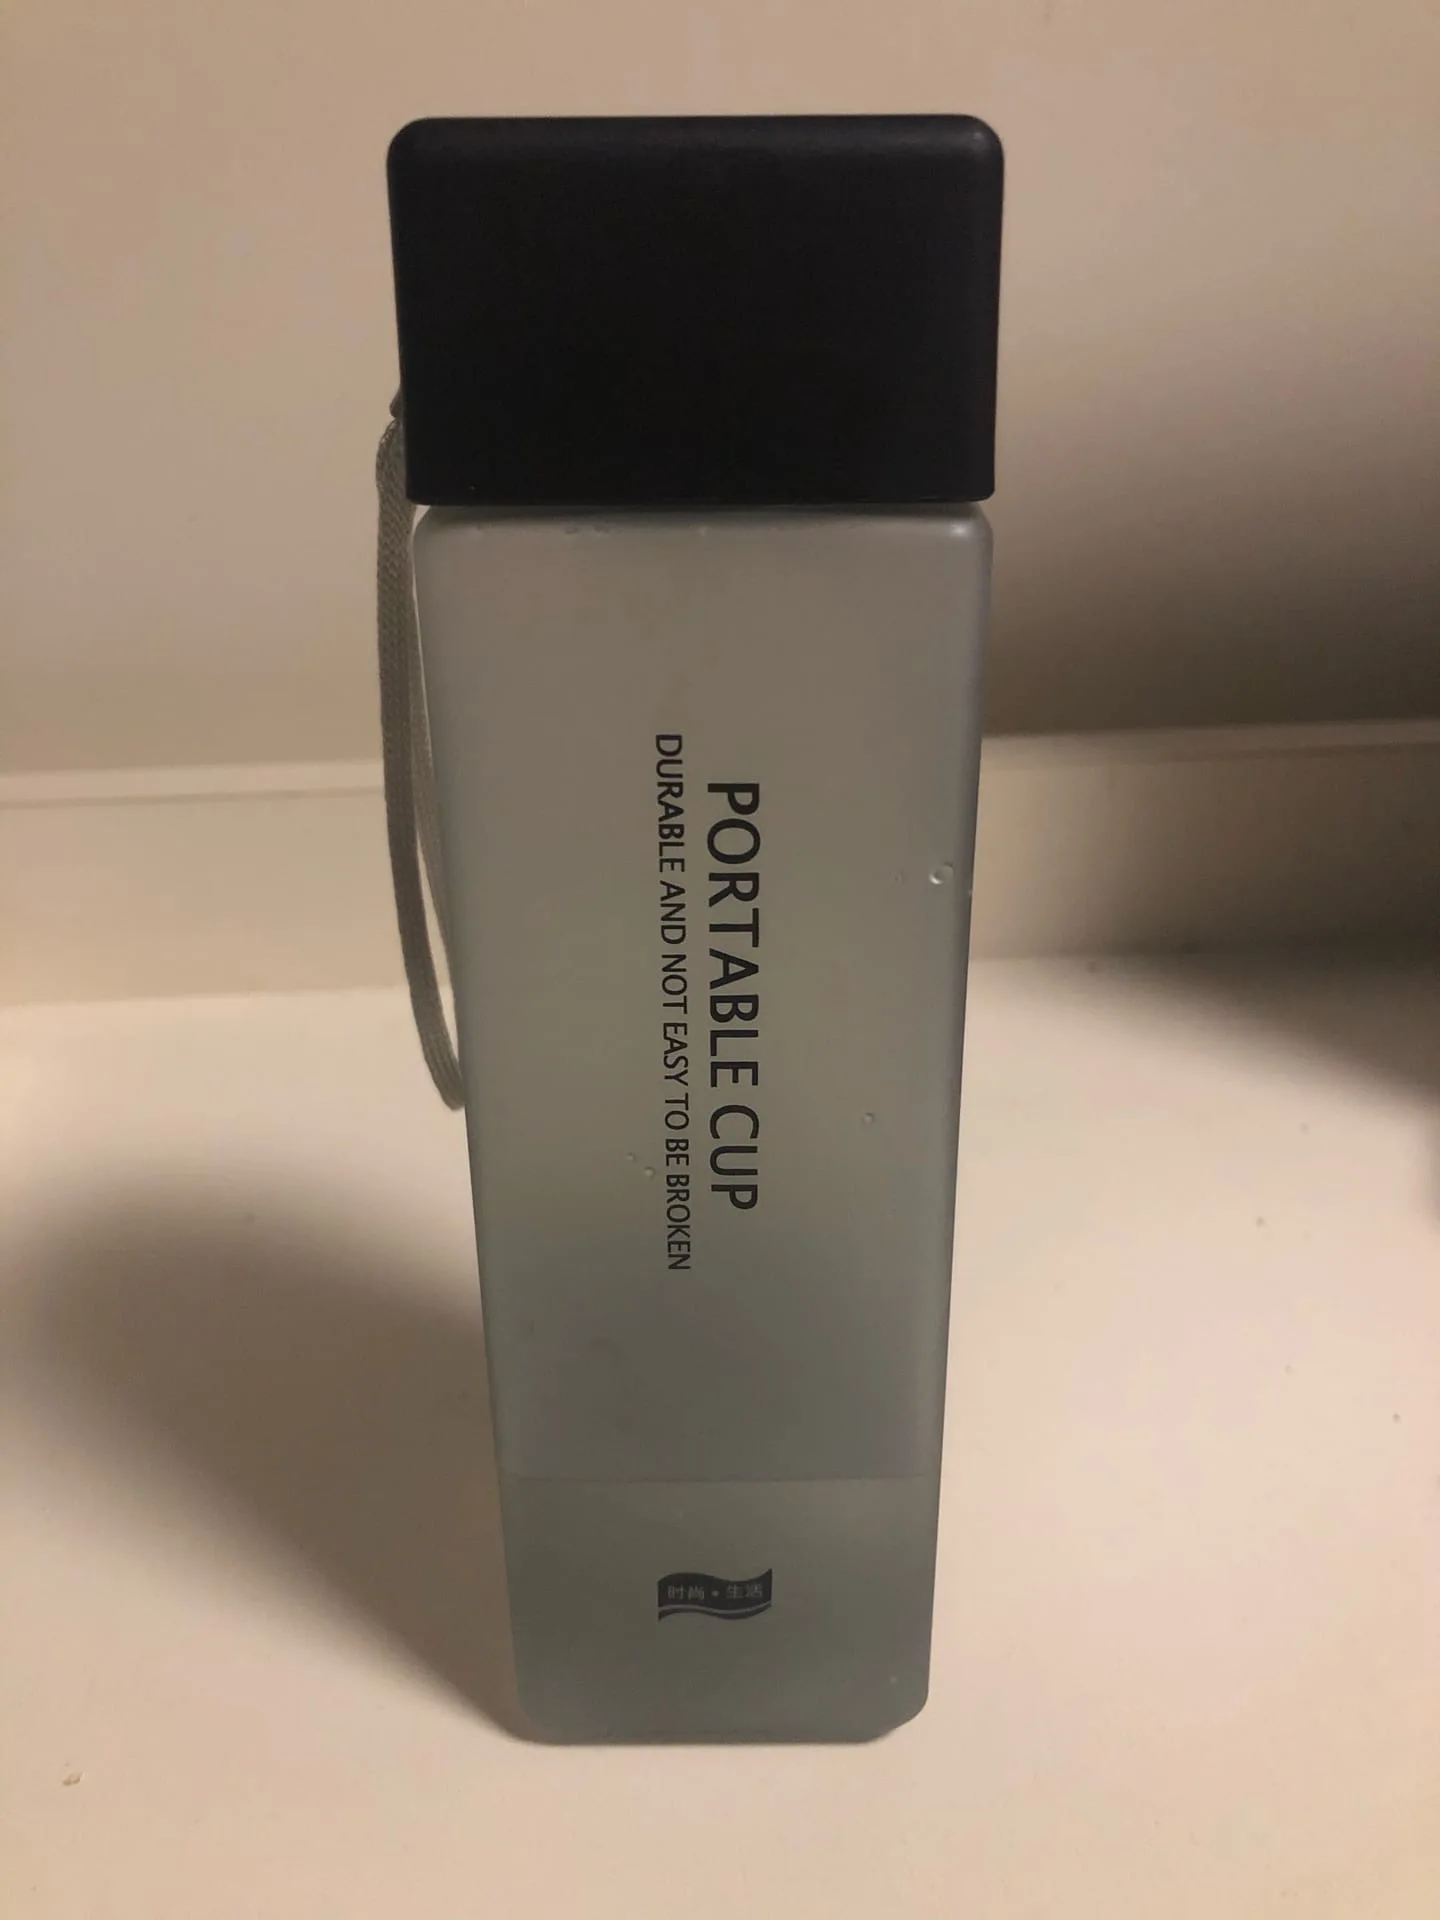 PORTABLE CUP
DURABLE AND NOT EASY TO BE BROKEN
时尚•生活